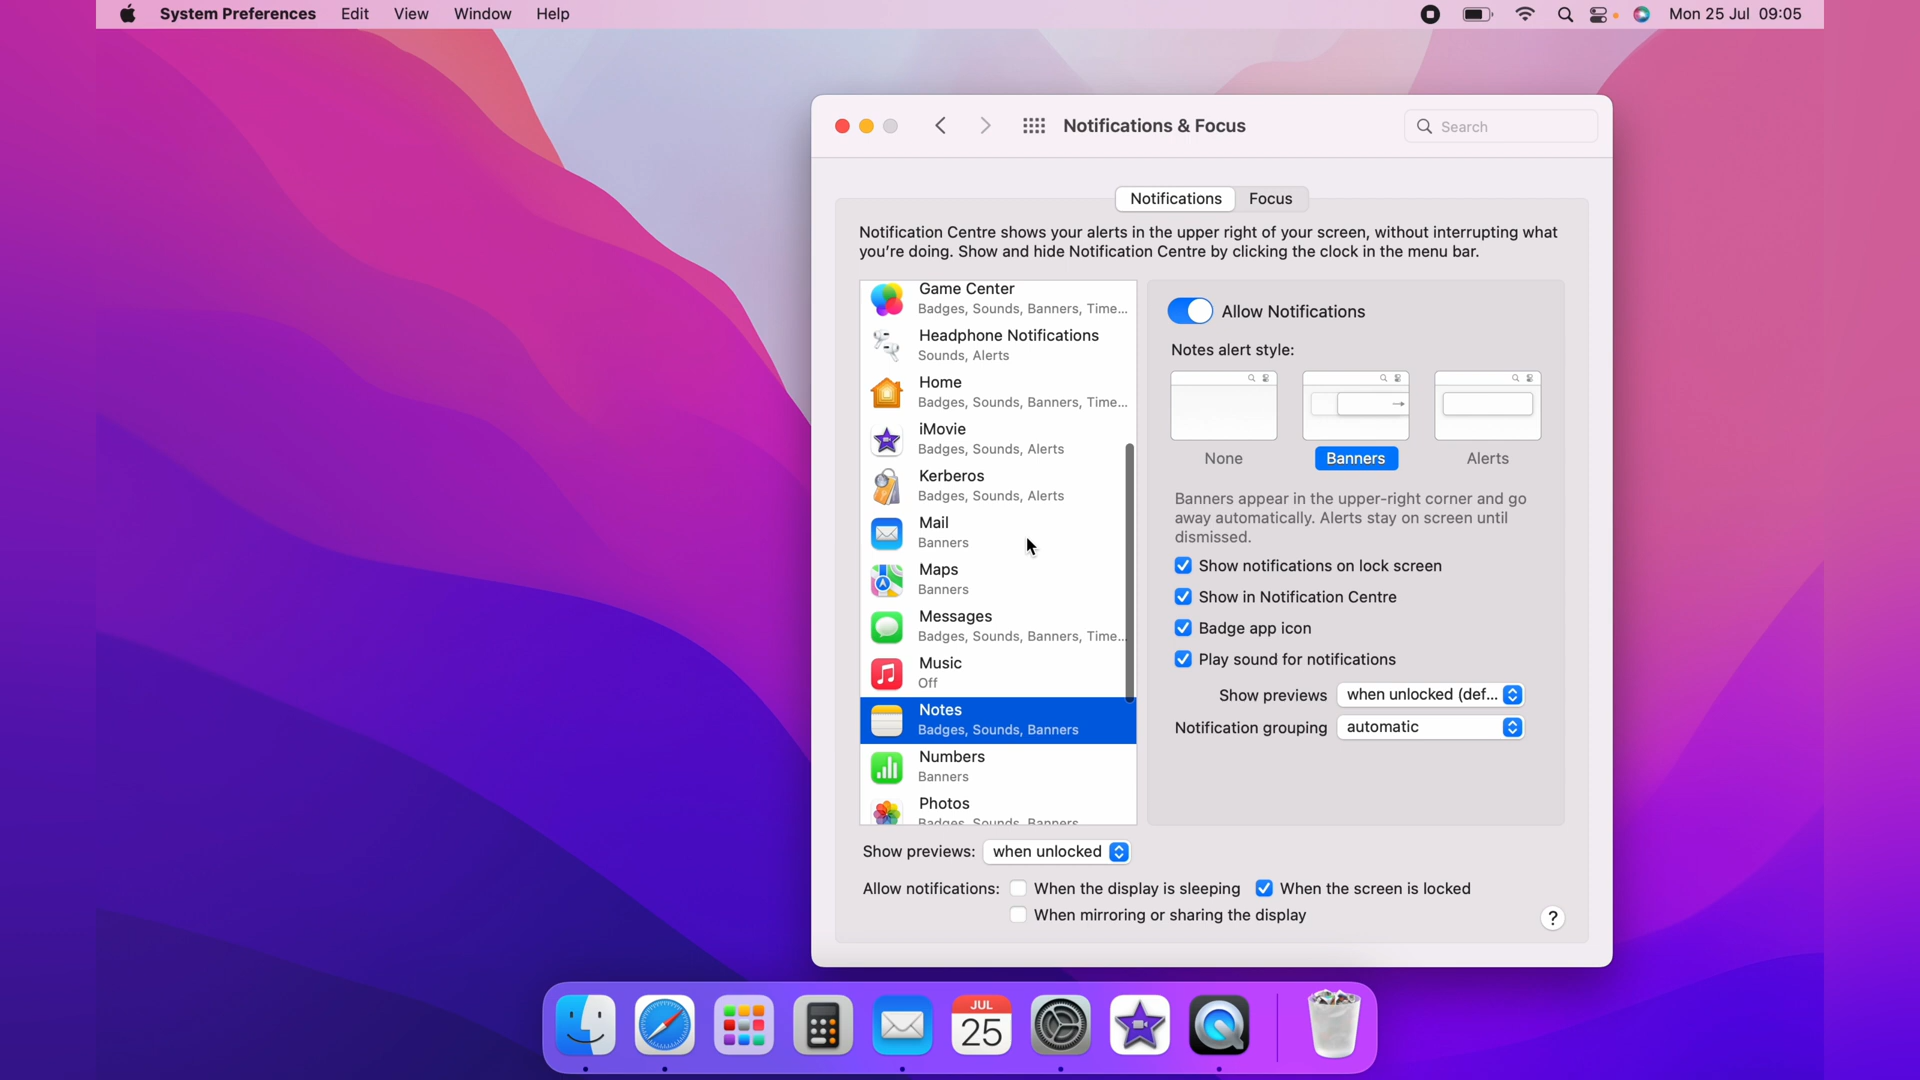 System Preferences Edit View Window Help Mon 25 Jul 09:05
Notifications & Focus
Search
Notifications Focus
Notification Centre shows your alerts in the upper right of your screen, without interrupting what
you're doing. Show and hide Notification Centre by clicking the clock in the menu bar.
Game Center
Badges, Sounds, Banners, Time...
Headphone Notifications
Sounds, Alerts
Home
Badges, Sounds, Banners, Time...
iMovie
Badges, Sounds, Alerts
Kerberos
Badges, Sounds, Alerts
Mail
Banners
Maps
Banners
Messages
Badges, Sounds, Banners, Time...
Music
Off
Notes
Badges, Sounds, Banners
Numbers
Banners
Photos
Badges, Sounds, Banners
Allow Notifications
Notes alert style:
None Banners Alerts
Banners appear in the upper-right corner and go
away automatically. Alerts stay on screen until
dismissed.
Show notifications on lock screen
Show in Notification Centre
Badge app icon
Play sound for notifications
Show previews when unlocked (def...
Notification grouping automatic
Show previews: when unlocked
Allow notifications: When the display is sleeping When the screen is locked
When mirroring or sharing the display
?
JUL
25